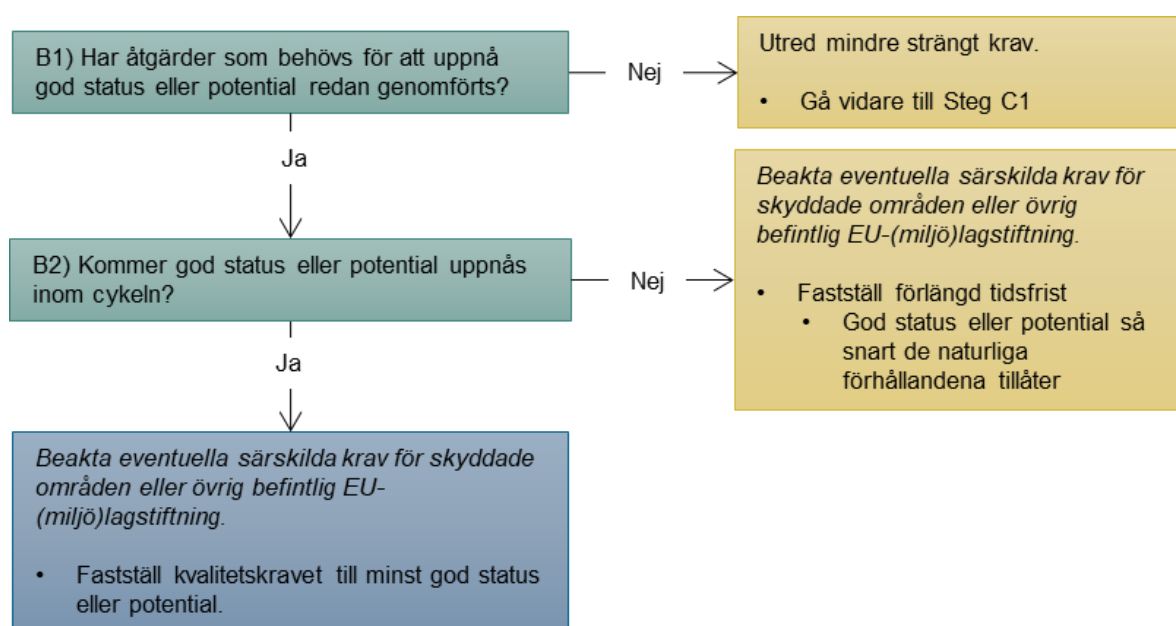 B1) Har åtgärder som behövs för att uppnå
god status eller potential redan genomförts?
Nej
Utred mindre strängt krav.
• Gå vidare till Steg C1
Ja
B2) Kommer god status eller potential uppnås
inom cykeln?
Nej
Beakta eventuella särskilda krav för
skyddade områden eller övrig
befintlig EU-(miljö)lagstiftning.
• Fastställ förlängd tidsfrist
• God status eller potential så
snart de naturliga
förhållandena tillåter
Ja
Beakta eventuella särskilda krav för skyddade
områden eller övrig befintlig EU-
(miljö)lagstiftning.
• Fastställ kvalitetskravet till minst god status
eller potential.